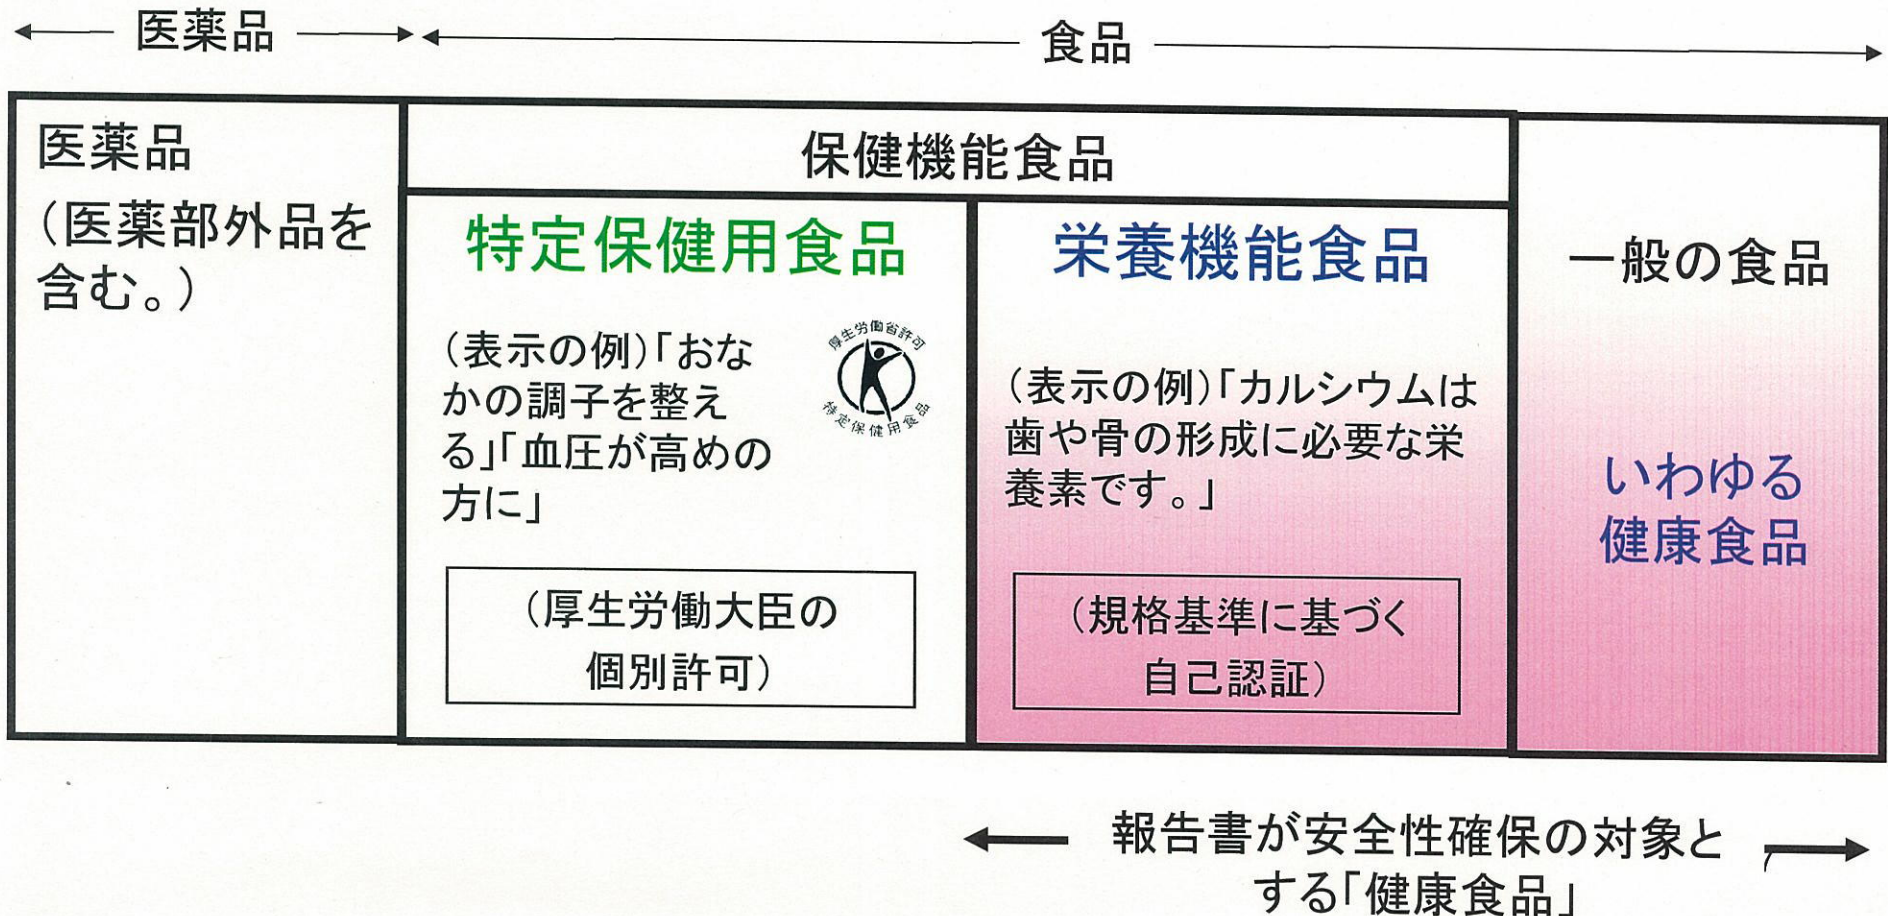 医薬品
食品
医薬品
（医薬部外品を
含む。）
保健機能食品
特定保健用食品
（表示の例）「おな
かの調子を整え
る」「血圧が高めの
方に」
厚生労働省許可
特定保健用食品
（厚生労働大臣の
個別許可）
栄養機能食品
（表示の例）「カルシウムは
歯や骨の形成に必要な栄
養素です。」
（規格基準に基づく
自己認証）
一般の食品
いわゆる
健康食品
報告書が安全性確保の対象と
する「健康食品」